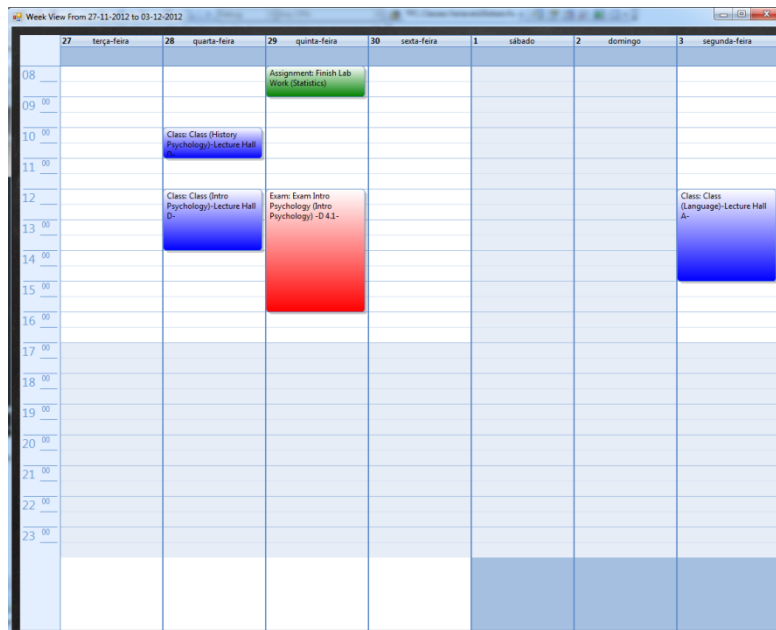 Week View From 27-11-2012 to 03-12-2012
27 terça-feira 28 quarta-feira 29 quinta-feira 30 sexta-feira 1 sábado 2 domingo 3 segunda-feira
08
Assignment: Finish Lab
Work (Statistics)
09 00
10 00
Class: Class (History
Psychology)-Lecture Hall
D-
11 00
12
Class: Class (Intro
Psychology)-Lecture Hall
D-
Exam: Exam Intro
Psychology (Intro
Psychology) -D 4.1-
Class: Class
(Language)-Lecture Hall
A-
13 00
14 00
15 00
16 00
17 00
18 00
19 00
20 00
21 00
22 00
23 00